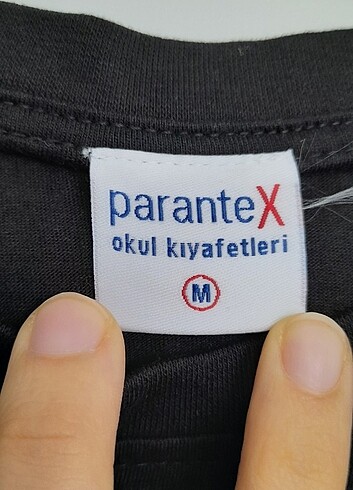 paranteX
okul kıyafetleri
M